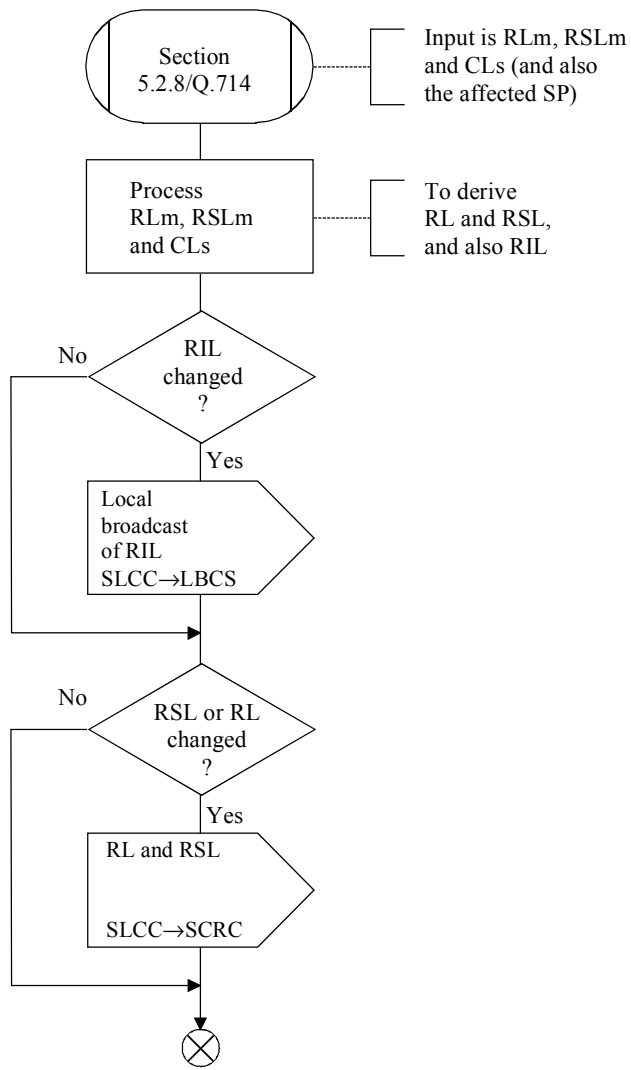 Section
5.2.8/Q.714
Input is RLm, RSLm
and CLs (and also
the affected SP)
Process
RLm, RSLm
and CLs
To derive
RL and RSL,
and also RIL
No
RIL
changed
?
Yes
Local
broadcast
of RIL
SLCC→LBCS
No
RSL or RL
changed
?
Yes
RL and RSL
SLCC→SCRC